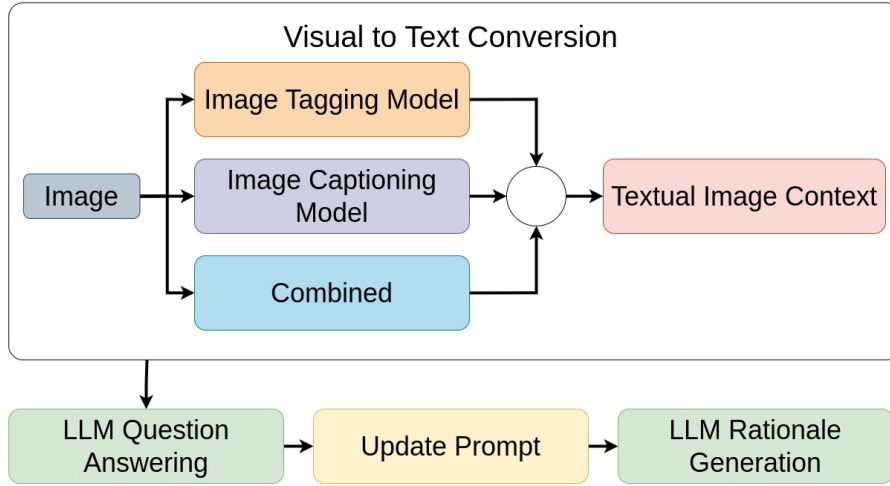 Visual to Text Conversion
Image Tagging Model
Image
Image Captioning
Model
Textual Image Context
Combined
LLM Question
Answering
Update Prompt
LLM Rationale
Generation